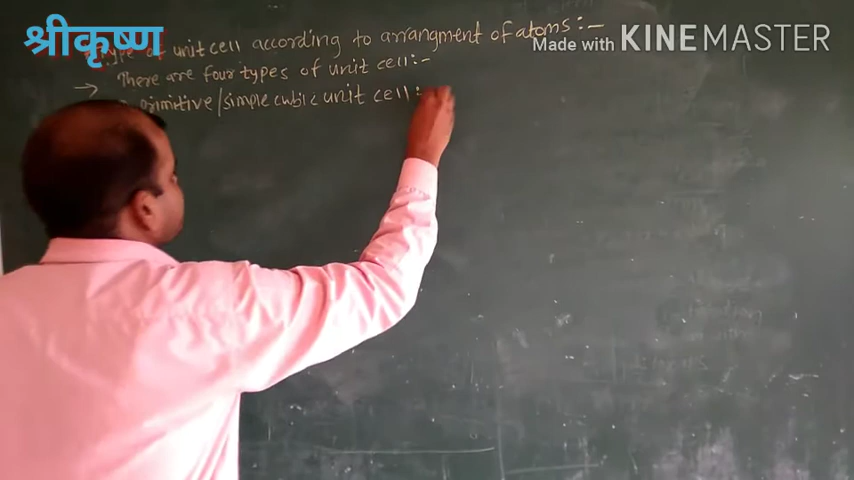 श्रीकृष्ण
Made with KINEMASTER
Type of unit cell according to arrangment of atoms:-
→ There are four types of unit cell:-
primitive/simple cubic unit cell:-